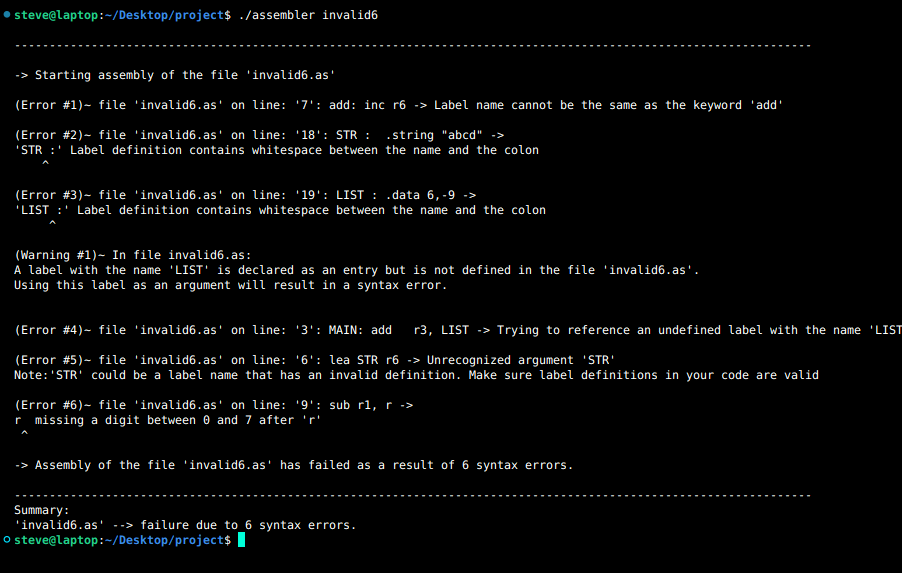 steve@laptop:~/Desktop/project$ ./assembler invalid6
------------------------------------------------------------------------------------------------------------------
-> Starting assembly of the file 'invalid6.as'
(Error #1)~ file 'invalid6.as' on line: '7': add: inc r6 -> Label name cannot be the same as the keyword 'add'
(Error #2)~ file 'invalid6.as' on line: '18': STR :  .string "abcd" ->
'STR :' Label definition contains whitespace between the name and the colon
    ^
(Error #3)~ file 'invalid6.as' on line: '19': LIST : .data 6,-9 ->
'LIST :' Label definition contains whitespace between the name and the colon
     ^
(Warning #1)~ In file invalid6.as:
A label with the name 'LIST' is declared as an entry but is not defined in the file 'invalid6.as'.
Using this label as an argument will result in a syntax error.
(Error #4)~ file 'invalid6.as' on line: '3': MAIN: add   r3, LIST -> Trying to reference an undefined label with the name 'LIST
(Error #5)~ file 'invalid6.as' on line: '6': lea STR r6 -> Unrecognized argument 'STR'
Note:'STR' could be a label name that has an invalid definition. Make sure label definitions in your code are valid
(Error #6)~ file 'invalid6.as' on line: '9': sub r1, r ->
r  missing a digit between 0 and 7 after 'r'
 ^
-> Assembly of the file 'invalid6.as' has failed as a result of 6 syntax errors.
------------------------------------------------------------------------------------------------------------------
Summary:
'invalid6.as' --> failure due to 6 syntax errors.
steve@laptop:~/Desktop/project$